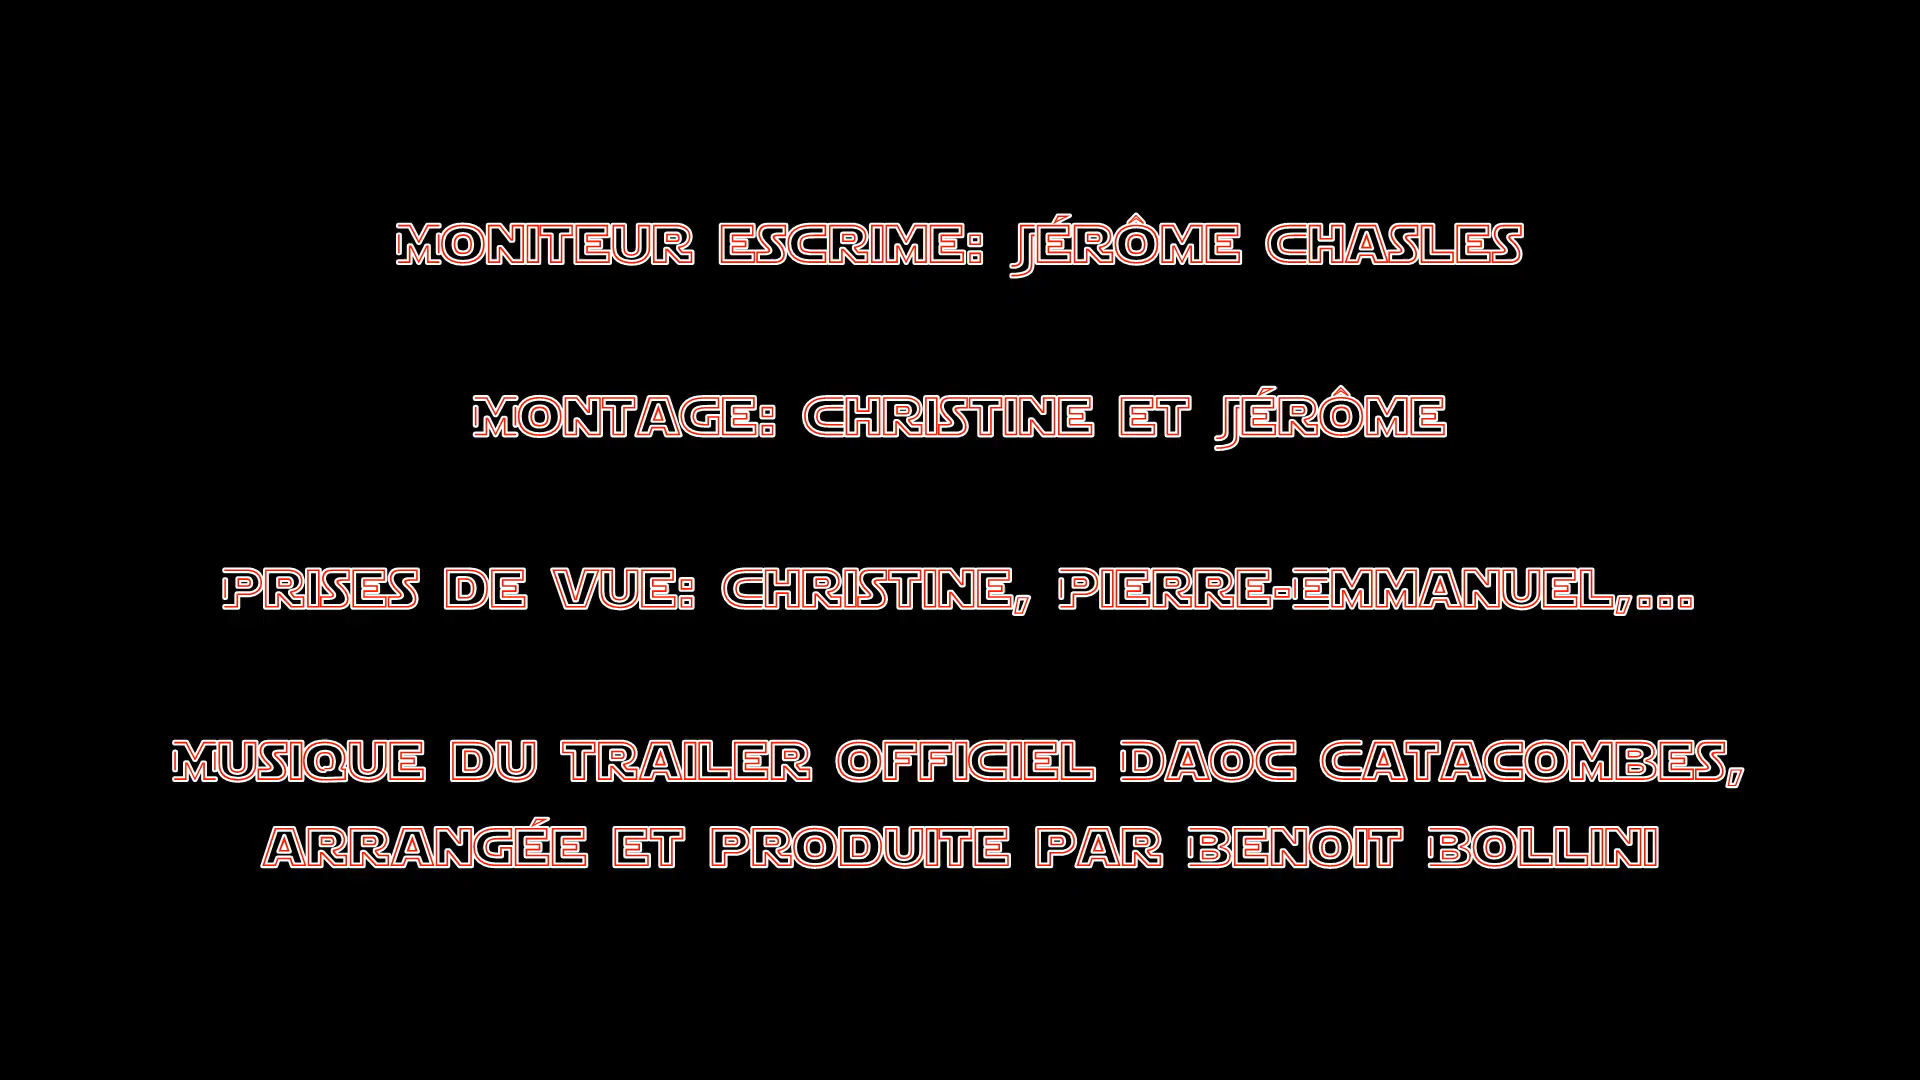 Moniteur escrime: Jérôme Chasles
Montage: Christine et Jérôme
Prises de vue: Christine, Pierre-Emmanuel,...
Musique du trailer officiel Daoc Catacombes,
arrangée et produite par Benoit Bollini